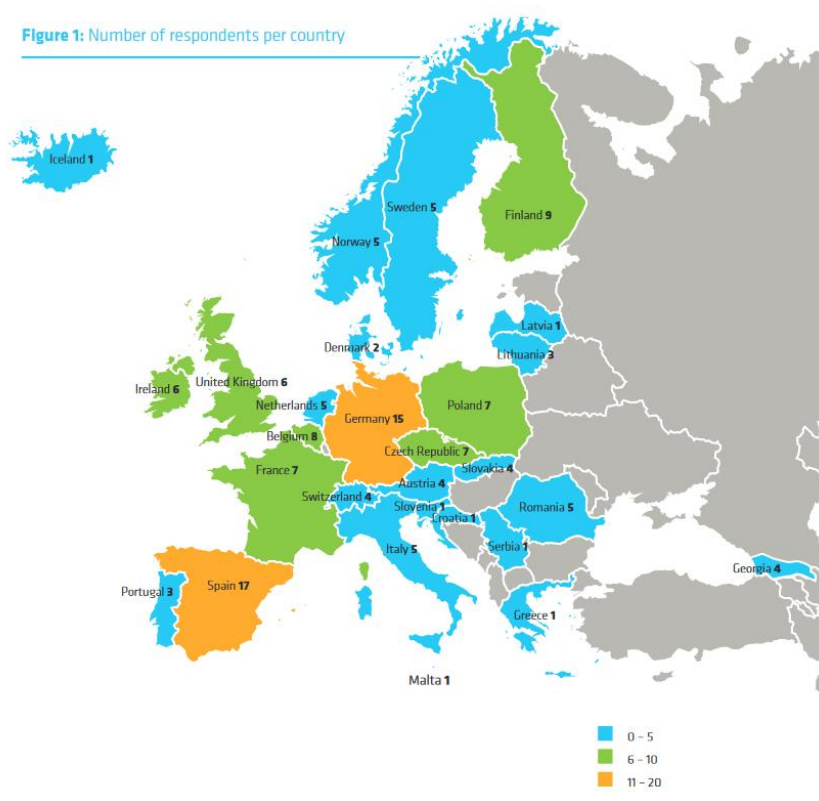 Figure 1: Number of respondents per country
Iceland 1
Sweden 5
Finland 9
Norway 5
Latvia 1
Denmark 2
Lithuania 3
Ireland 6
United Kingdom 6
Netherlands 5
Poland 7
Germany 15
Belgium 8
Czech Republic 7
France 7
Slovakia 4
Austria 4
Switzerland 4
Slovenia 1
Romania 5
Croatia 1
Serbia 1
Italy 5
Georgia 4
Spain 17
Portugal 3
Greece 1
Malta 1
0 – 5
6 – 10
11 – 20